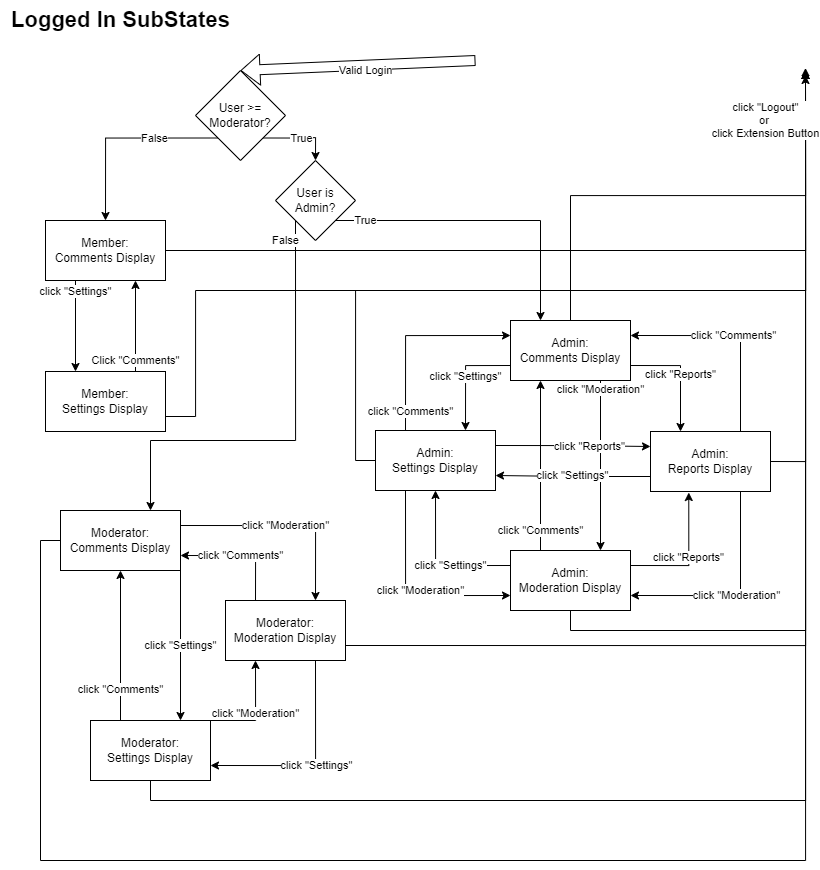 Logged In SubStates
Valid Login
User >=
Moderator?
click "Logout"
or
click Extension Button
False
True
User is
Admin?
True
False
Member:
Comments Display
click "Settings"
Click "Comments"
Member:
Settings Display
Admin:
Comments Display
click "Comments"
click "Settings"
click "Reports"
click "Moderation"
click "Comments"
Admin:
Settings Display
click "Reports"
click "Settings"
Admin:
Reports Display
click "Comments"
click "Settings"
click "Reports"
click "Moderation"
Admin:
Moderation Display
click "Moderation"
Moderator:
Comments Display
click "Moderation"
click "Comments"
Moderator:
Moderation Display
click "Settings"
click "Comments"
click "Moderation"
Moderator:
Settings Display
click "Settings"